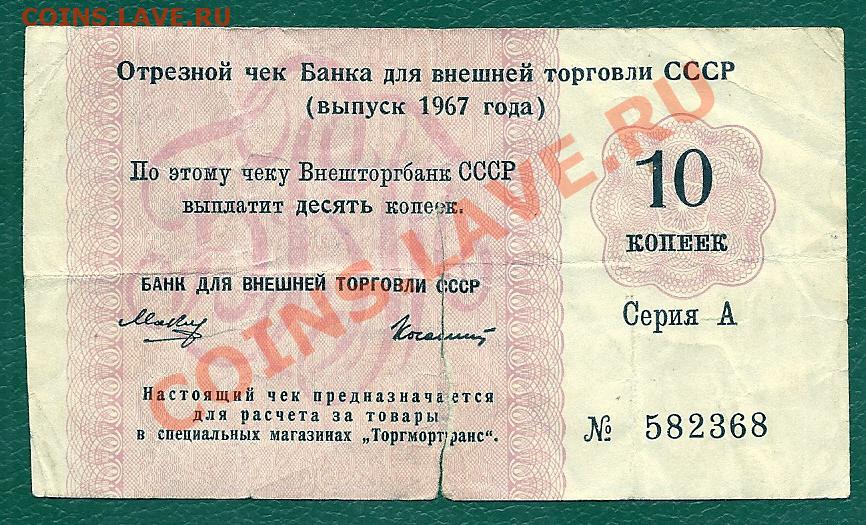 COINS.LAVE.RU
Отрезной чек Банка для внешней торговли СССР
(выпуск 1967 года)
По этому чеку Внешторгбанк СССР
выплатит десять копеек.
10
КОПЕЕК
БАНК ДЛЯ ВНЕШНЕЙ ТОРГОВЛИ СССР
Серия А
Настоящий чек предназначается
для расчета за товары
в специальных магазинах „Торгмортранс“.
№ 582368
COINS.LAVE.RU